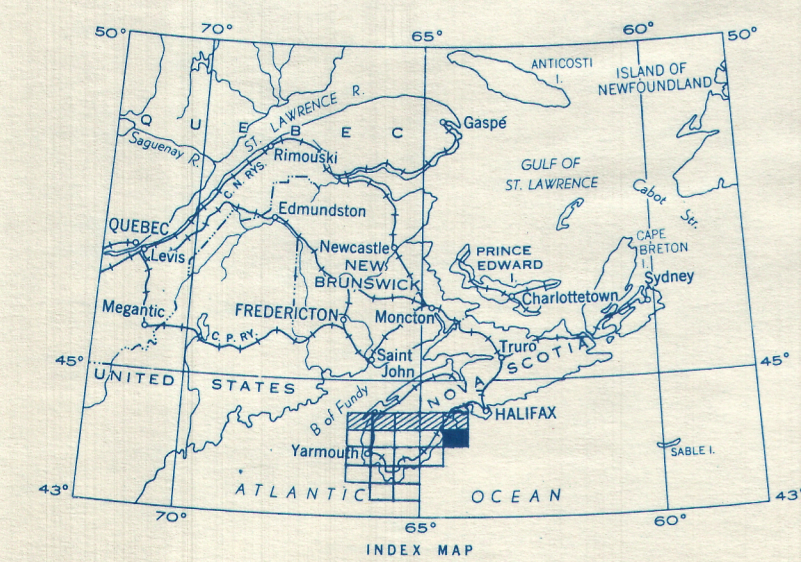 50° 70° 65° 60° 50°
ANTICOSTI
I.
ISLAND OF
NEWFOUNDLAND
QUEBEC
ST. LAWRENCE R.
Gaspé
Saguenay R.
Rimouski
C.N. RYS.
GULF OF
ST. LAWRENCE
Cabot Str.
Edmundston
QUEBEC
Levis
Newcastle
NEW
BRUNSWICK
PRINCE
EDWARD
I.
CAPE
BRETON
I.
Sydney
Charlottetown
Megantic
FREDERICTON
Moncton
C.P. RY.
Truro
Saint
John
NOVA SCOTIA
45° 45°
UNITED STATES
B of Fundy
HALIFAX
Yarmouth
SABLE I.
ATLANTIC OCEAN
43° 70° 65° 60° 43°
INDEX MAP